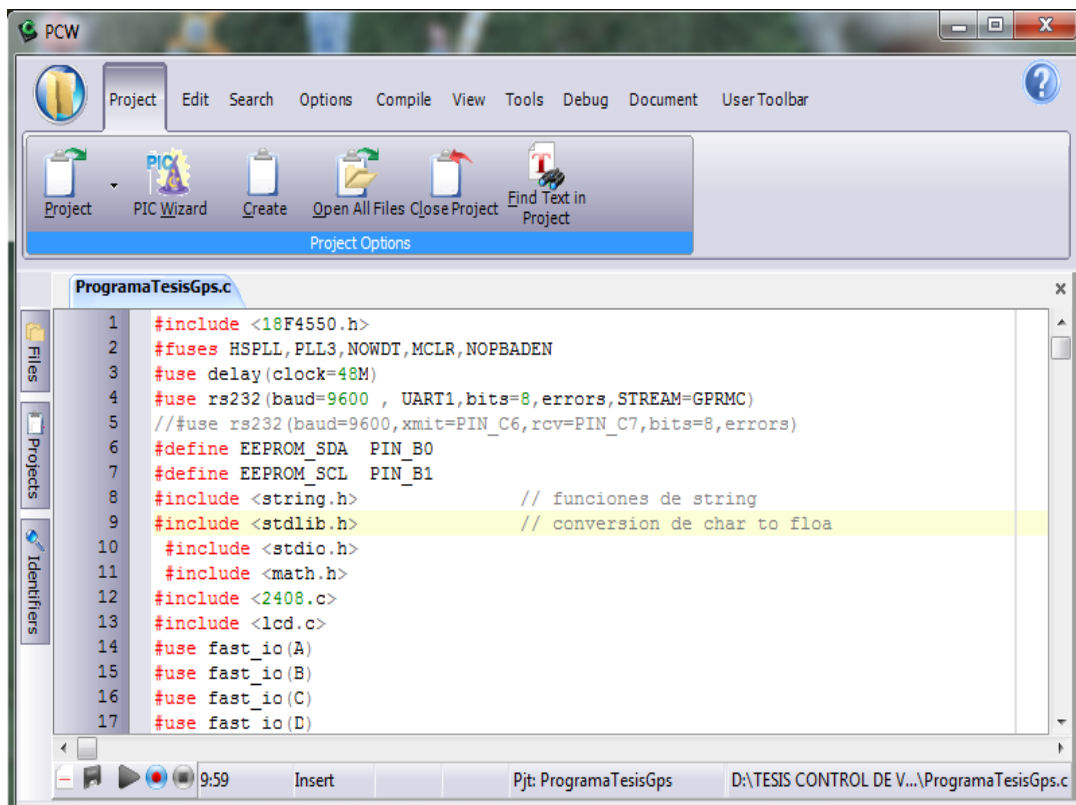 PCW
Project Edit Search Options Compile View Tools Debug Document User Toolbar
PIC
T
Project PIC Wizard Create Open All Files Close Project Find Text in Project
Project Options
ProgramaTesisGps.c
Files
Projects
Identifiers
1 #include <18F4550.h>
2 #fuses HSPLL,PLL3,NOWDT,MCLR,NOPBADEN
3 #use delay(clock=48M)
4 #use rs232(baud=9600 , UART1,bits=8,errors,STREAM=GPRMC)
5 //#use rs232(baud=9600,xmit=PIN_C6,rcv=PIN_C7,bits=8,errors)
6 #define EEPROM_SDA  PIN_B0
7 #define EEPROM_SCL  PIN_B1
8 #include <string.h> // funciones de string
9 #include <stdlib.h> // conversion de char to floa
10 #include <stdio.h>
11 #include <math.h>
12 #include <2408.c>
13 #include <lcd.c>
14 #use fast_io(A)
15 #use fast_io(B)
16 #use fast_io(C)
17 #use fast_io(D)
9:59 Insert Pjt: ProgramaTesisGps D:\TESIS CONTROL DE V...\ProgramaTesisGps.c